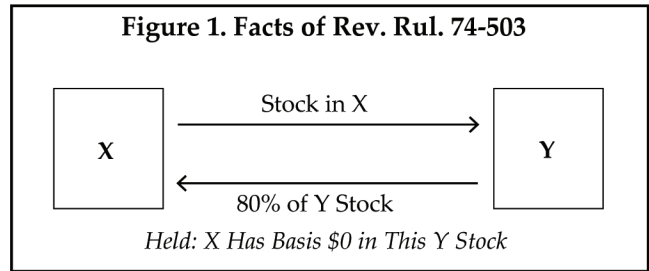 Figure 1. Facts of Rev. Rul. 74-503
Stock in X
X
Y
80% of Y Stock
Held: X Has Basis $0 in This Y Stock